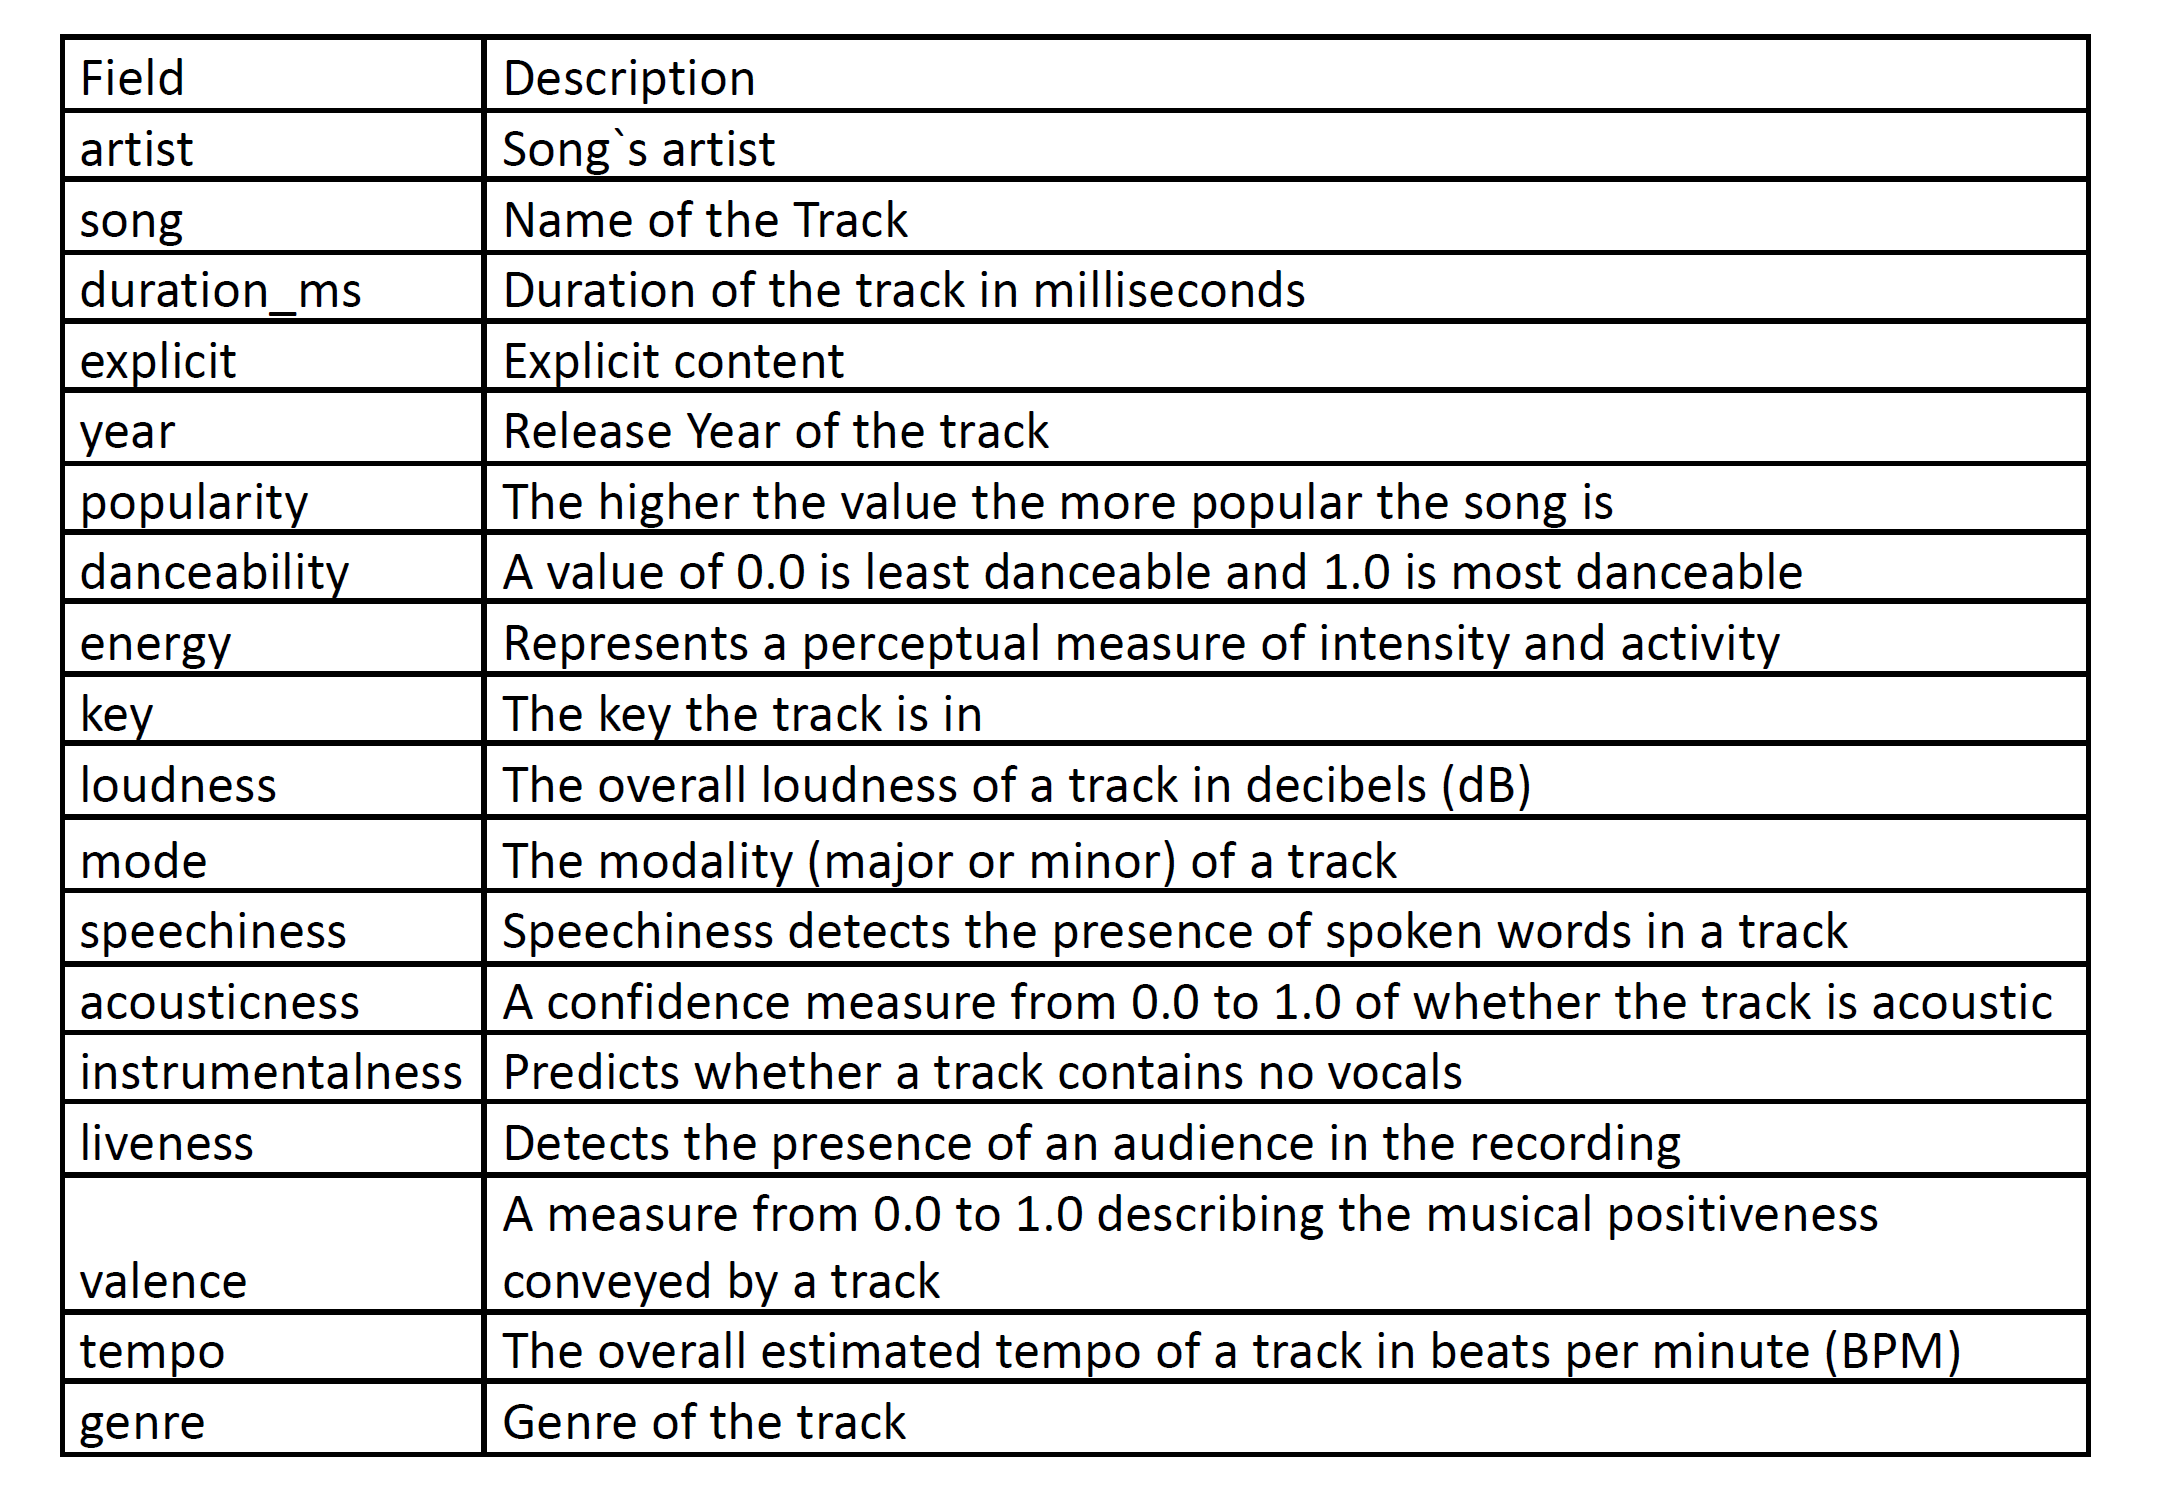 Field Description
artist Song`s artist
song Name of the Track
duration_ms Duration of the track in milliseconds
explicit Explicit content
year Release Year of the track
popularity The higher the value the more popular the song is
danceability A value of 0.0 is least danceable and 1.0 is most danceable
energy Represents a perceptual measure of intensity and activity
key The key the track is in
loudness The overall loudness of a track in decibels (dB)
mode The modality (major or minor) of a track
speechiness Speechiness detects the presence of spoken words in a track
acousticness A confidence measure from 0.0 to 1.0 of whether the track is acoustic
instrumentalness Predicts whether a track contains no vocals
liveness Detects the presence of an audience in the recording
A measure from 0.0 to 1.0 describing the musical positiveness
valence conveyed by a track
tempo The overall estimated tempo of a track in beats per minute (BPM)
genre Genre of the track